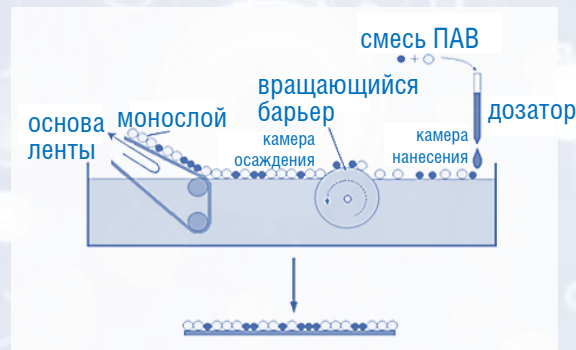 смесь ПАВ
+
вращающийся
барьер
дозатор
основа
ленты
монослой
камера
осаждения
камера
нанесения